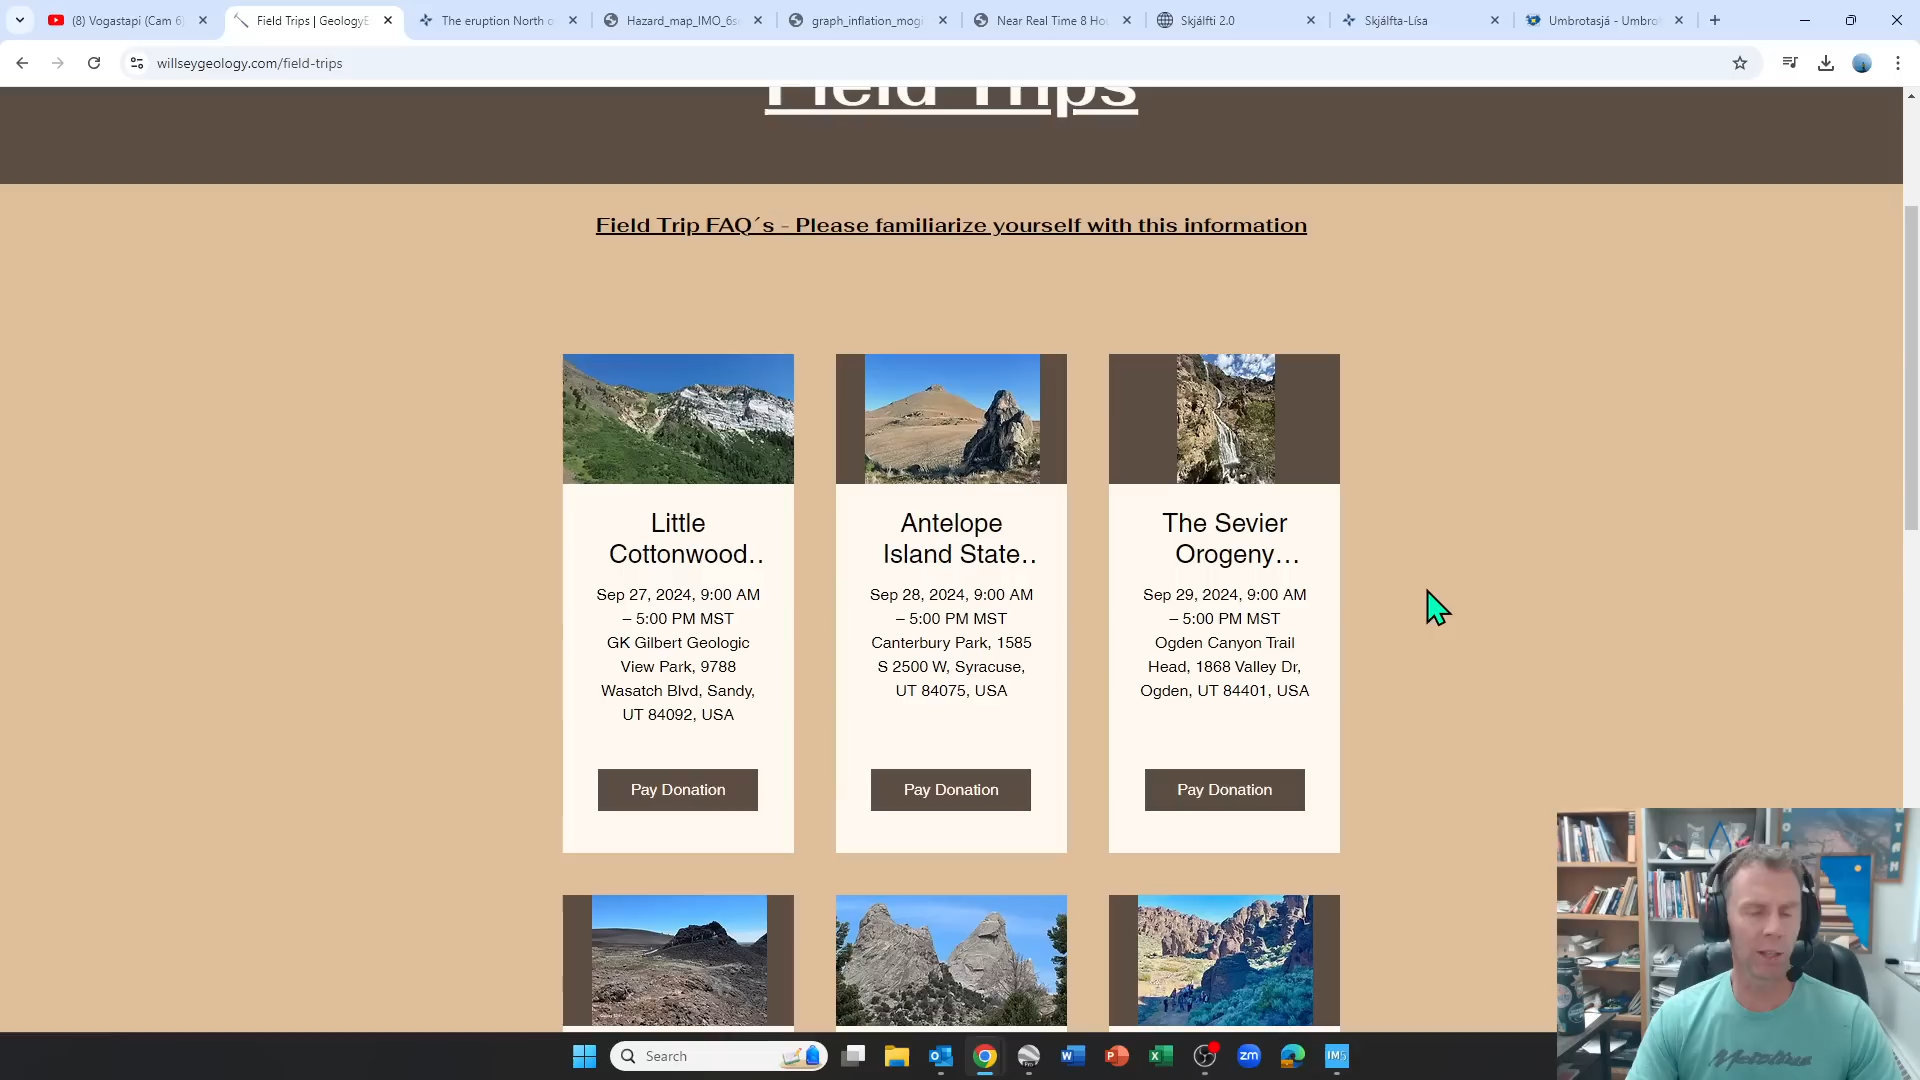 (8) Vogastapi (Cam 6)
Field Trips | GeologyE
The eruption North o
Hazard_map_IMO_6s
graph_inflation_mogi
Near Real Time 8 Ho
Skjálfti 2.0
Skjálfta-Lísa
Umbrotasjá - Umbro
willseygeology.com/field-trips
Field Trips
Field Trip FAQ´s - Please familiarize yourself with this information
Little
Cottonwood..
Sep 27, 2024, 9:00 AM
– 5:00 PM MST
GK Gilbert Geologic
View Park, 9788
Wasatch Blvd, Sandy,
UT 84092, USA
Pay Donation
Antelope
Island State..
Sep 28, 2024, 9:00 AM
– 5:00 PM MST
Canterbury Park, 1585
S 2500 W, Syracuse,
UT 84075, USA
Pay Donation
The Sevier
Orogeny...
Sep 29, 2024, 9:00 AM
– 5:00 PM MST
Ogden Canyon Trail
Head, 1868 Valley Dr,
Ogden, UT 84401, USA
Pay Donation
Search
zm
IM5